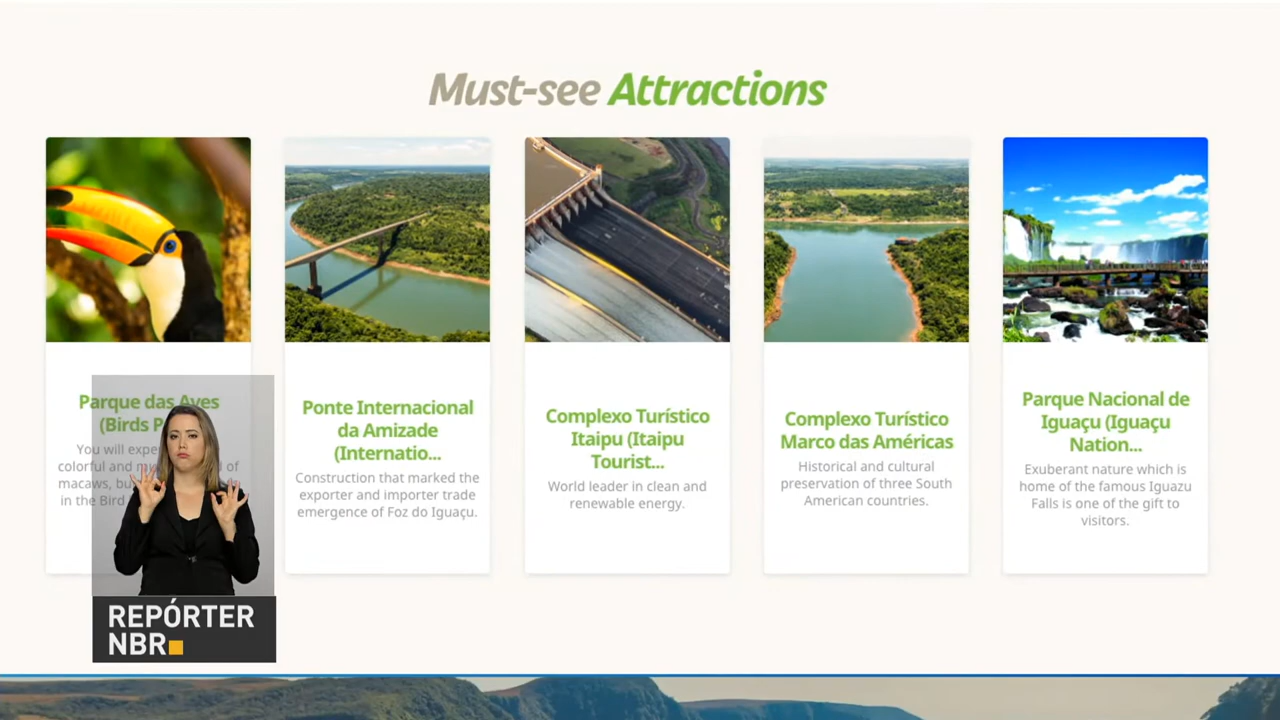 Must-see Attractions
Parque das Aves
(Birds P
You will expe
colorful and m d of
macaws, bu ds
in the Bird
Ponte Internacional
da Amizade
(Internatio...
Construction that marked the
exporter and importer trade
emergence of Foz do Iguaçu.
Complexo Turístico
Itaipu (Itaipu
Tourist...
World leader in clean and
renewable energy.
Complexo Turístico
Marco das Américas
Historical and cultural
preservation of three South
American countries.
Parque Nacional de
Iguaçu (Iguaçu
Nation...
Exuberant nature which is
home of the famous Iguazu
Falls is one of the gift to
visitors.
REPÓRTER
NBR